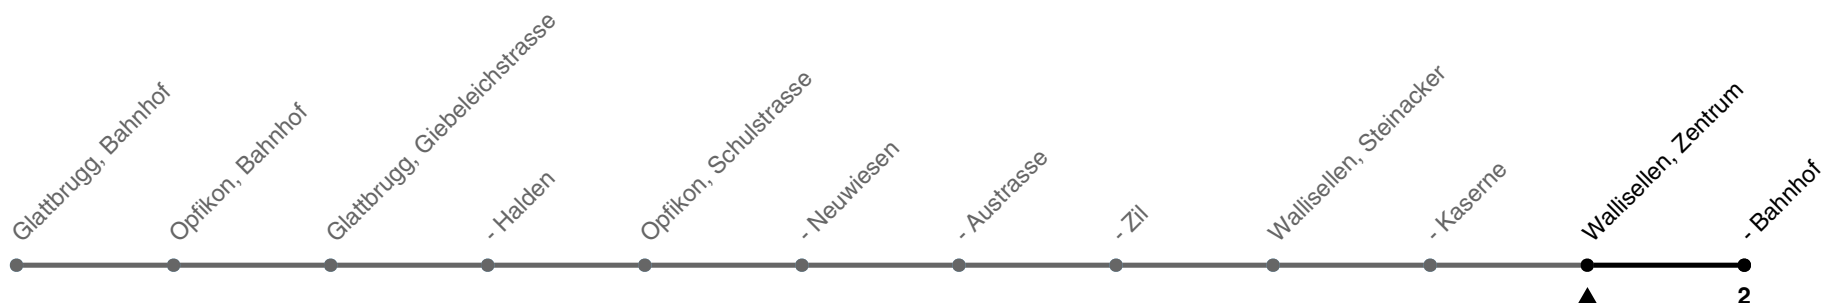 Glattbrugg, Bahnhof
Opfikon, Bahnhof
Glattbrugg, Giebeleichstrasse
- Halden
Opfikon, Schulstrasse
- Neuwiesen
- Austrasse
- Zil
Wallisellen, Steinacker
- Kaserne
Wallisellen, Zentrum
- Bahnhof
2